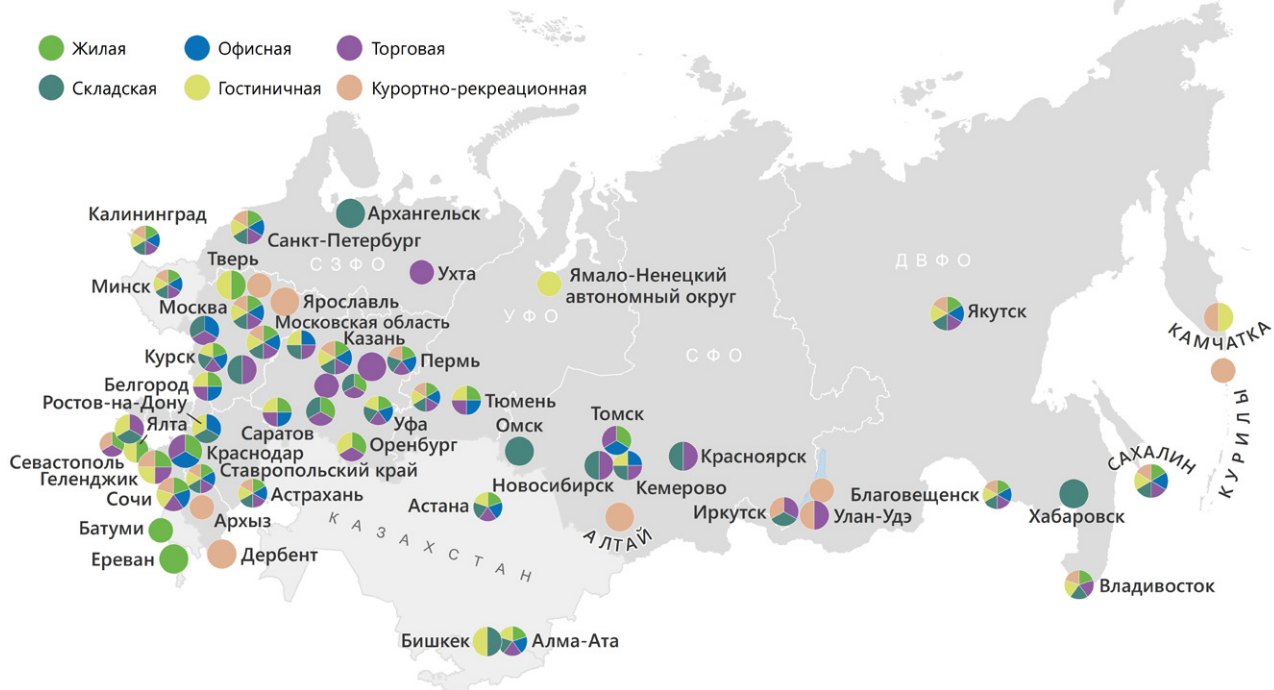 Жилая
Офисная
Торговая
Складская
Гостиничная
Курортно-рекреационная
Калининград
Архангельск
Санкт-Петербург
СЗФО
Тверь
Ухта
Ямало-Ненецкий
автономный округ
ДВФО
Минск
Ярославль
Москва
Московская область
УФО
Якутск
КАМЧАТКА
Казань
Курск
Пермь
СФО
Белгород
Ростов-на-Дону
Тюмень
КУРИЛЫ
Ялта
Саратов
Уфа
Омск
Томск
Краснодар
Оренбург
Красноярск
Севастополь
Ставропольский край
САХАЛИН
Геленджик
Новосибирск
Кемерово
Сочи
Астрахань
Астана
Иркутск
Улан-Удэ
Благовещенск
Хабаровск
Архыз
КАЗАХСТАН
АЛТАЙ
Батуми
Ереван
Дербент
Владивосток
Бишкек
Алма-Ата